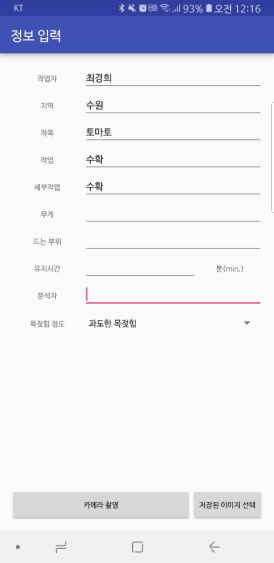 KT 93% 오전 12:16
정보 입력
작업자 최경희
지역 수원
작목 토마토
작업 수확
세부작업 수확
무게
드는 부위
유지시간 분(min.)
분석자
목젖힘 정도 과도한 목젖힘
카메라 촬영 저장된 이미지 선택